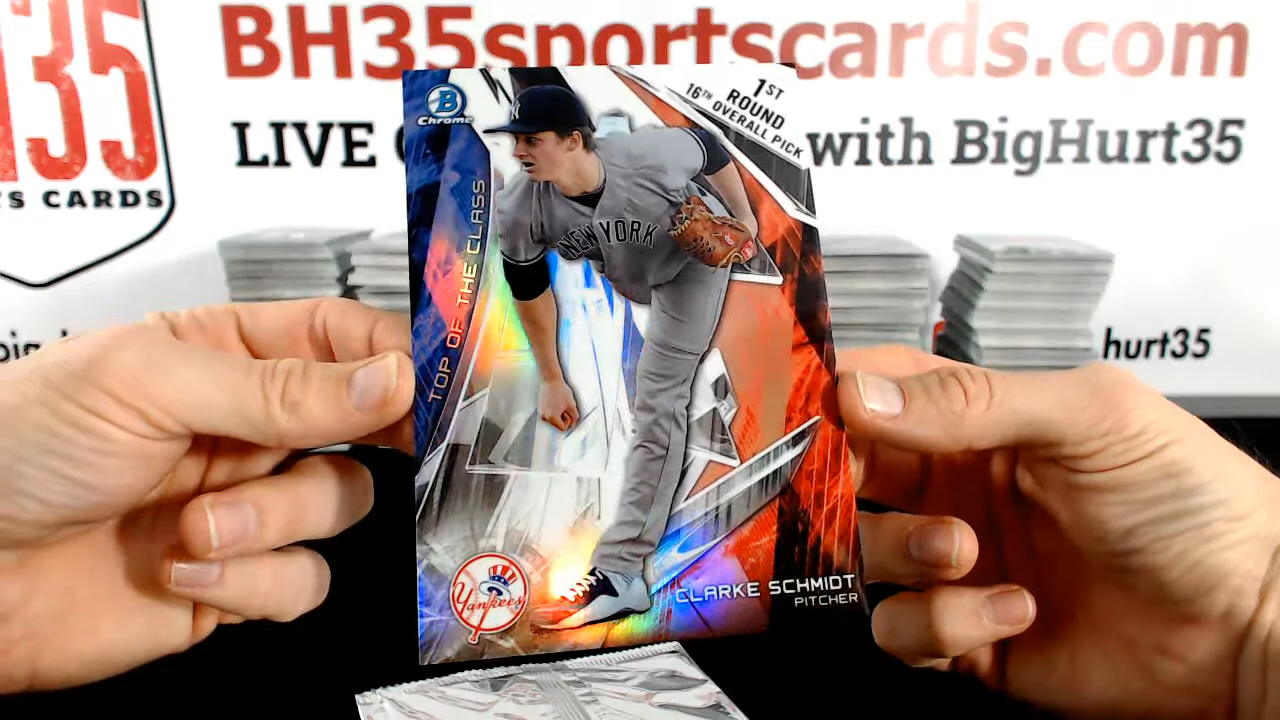 BH35sportscards.com
35
S CARDS
LIVE
with BigHurt35
hurt35
B
Chrome
1ST
ROUND
16TH OVERALL PICK
TOP OF THE CLASS
NEW YORK
Yankees
CLARKE SCHMIDT
PITCHER